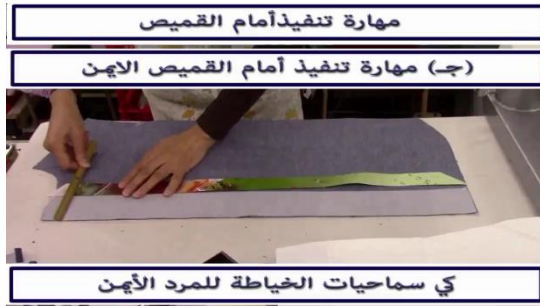 مهارة تنفيذأمام القميص
(جـ) مهارة تنفيذ أمام القميص الايمن
كي سماحيات الخياطة للمرد الأيمن